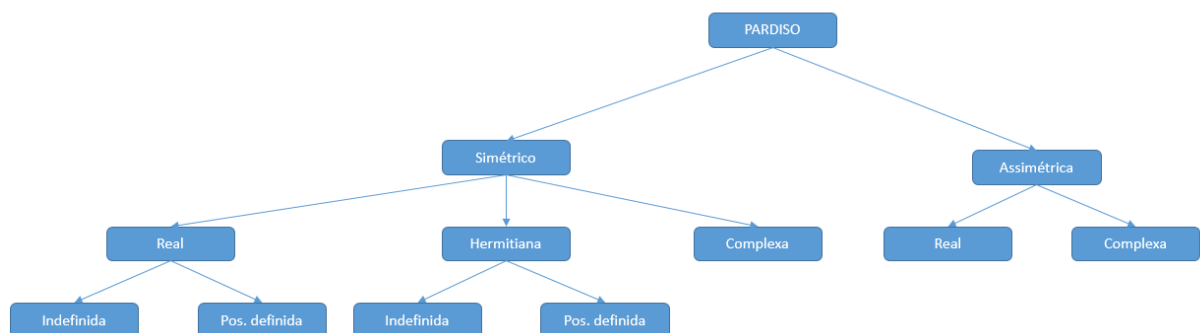 PARDISO
Simétrico
Assimétrica
Real
Hermitiana
Complexa
Real
Complexa
Indefinida
Pos. definida
Indefinida
Pos. definida